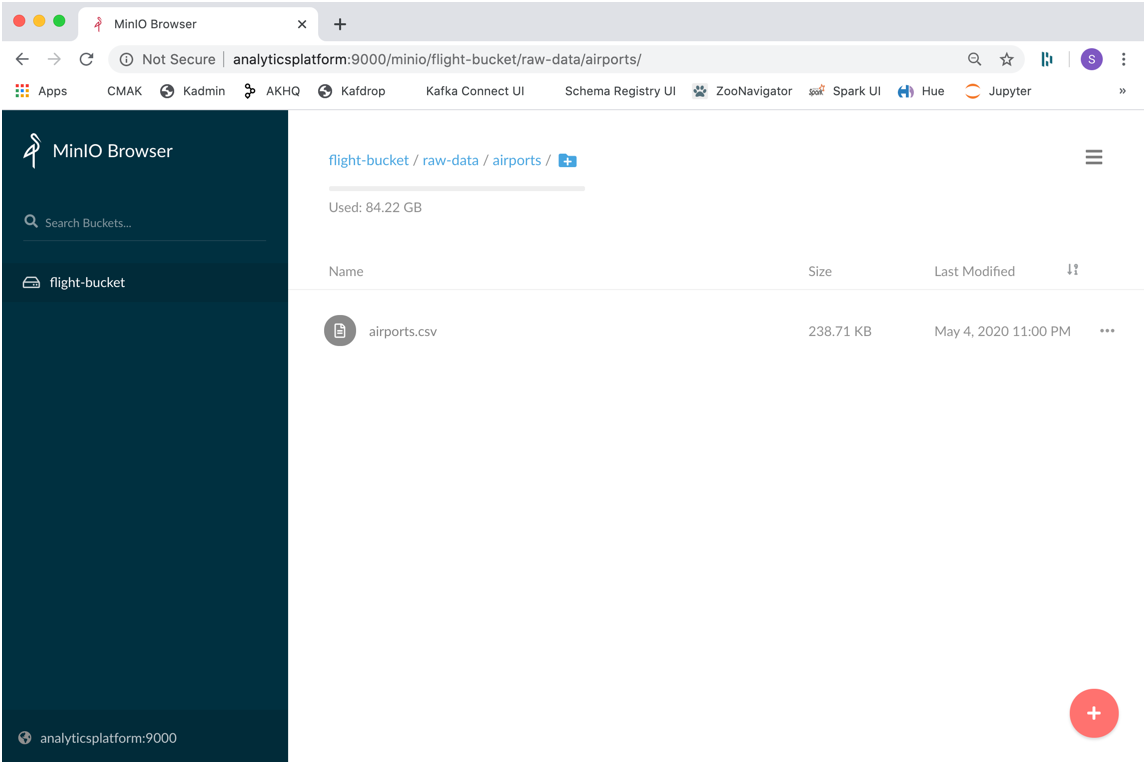 MinIO Browser
Not Secure analyticsplatform:9000/minio/flight-bucket/raw-data/airports/
S
Apps CMAK Kadmin AKHQ Kafdrop Kafka Connect UI Schema Registry UI ZooNavigator Spark UI Hue Jupyter »
MinIO Browser
Search Buckets...
flight-bucket
analyticsplatform:9000
flight-bucket / raw-data / airports /
Used: 84.22 GB
Name Size Last Modified
airports.csv 238.71 KB May 4, 2020 11:00 PM